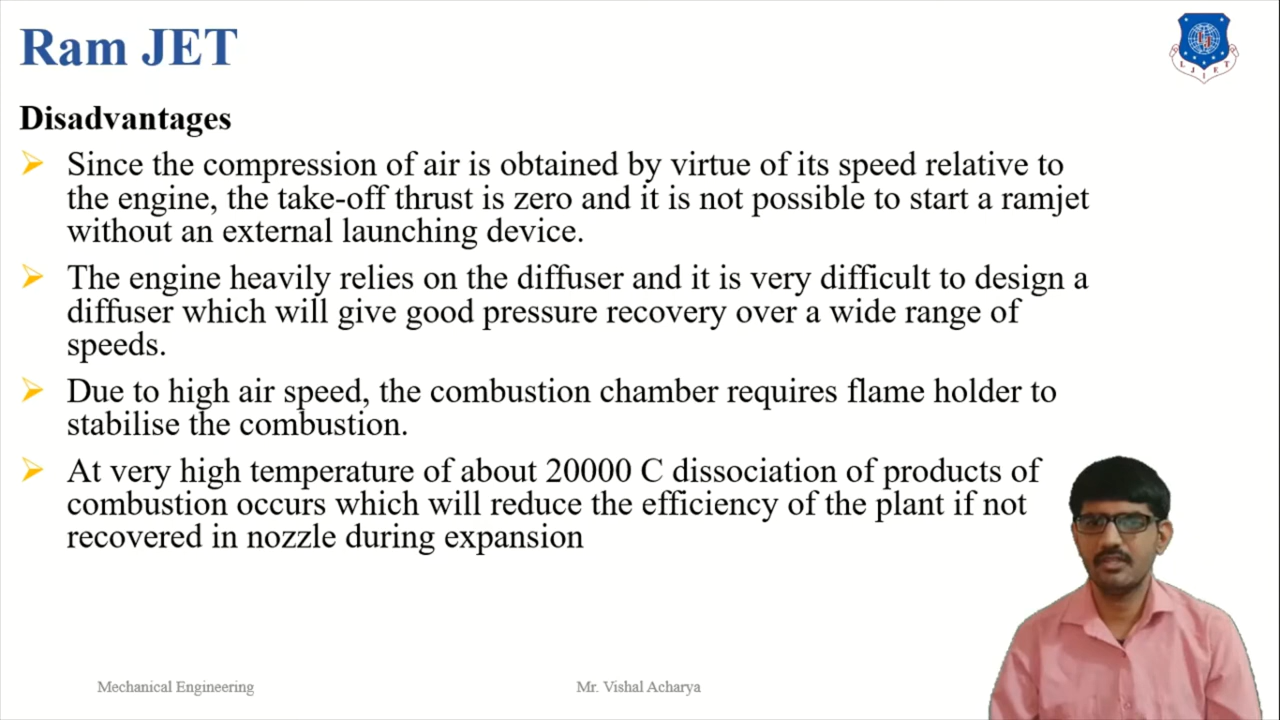 Ram JET
LJIET
Disadvantages
Since the compression of air is obtained by virtue of its speed relative to
the engine, the take-off thrust is zero and it is not possible to start a ramjet
without an external launching device.
The engine heavily relies on the diffuser and it is very difficult to design a
diffuser which will give good pressure recovery over a wide range of
speeds.
Due to high air speed, the combustion chamber requires flame holder to
stabilise the combustion.
At very high temperature of about 20000 C dissociation of products of
combustion occurs which will reduce the efficiency of the plant if not
recovered in nozzle during expansion
Mechanical Engineering
Mr. Vishal Acharya